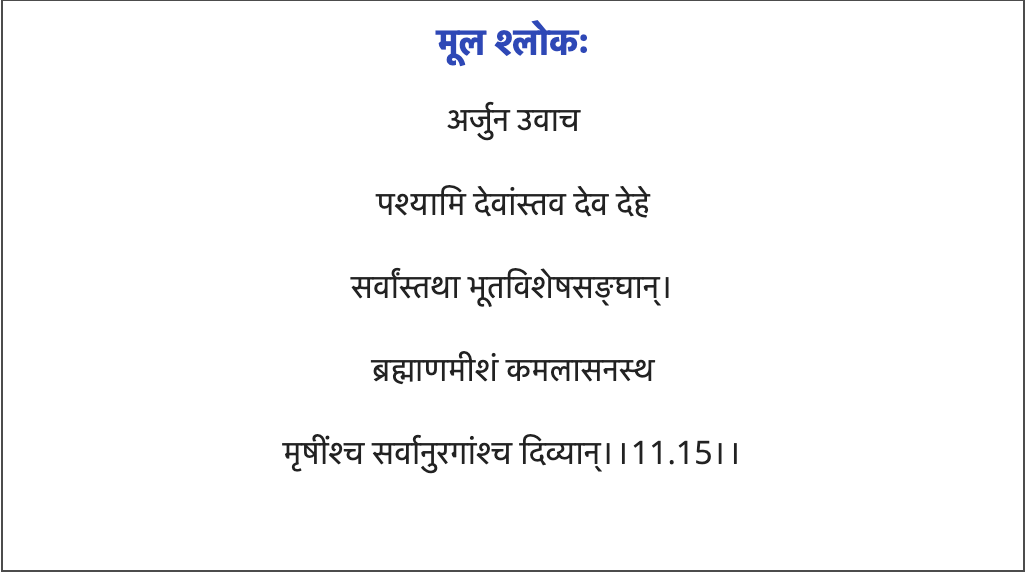 मूल श्लोकः
अर्जुन उवाच
पश्यामि देवांस्तव देव देहे
सर्वांस्तथा भूतविशेषसङ्घान्।
ब्रह्माणमीशं कमलासनस्थ
मृषींश्च सर्वानुरगांश्च दिव्यान्।।11.15।।